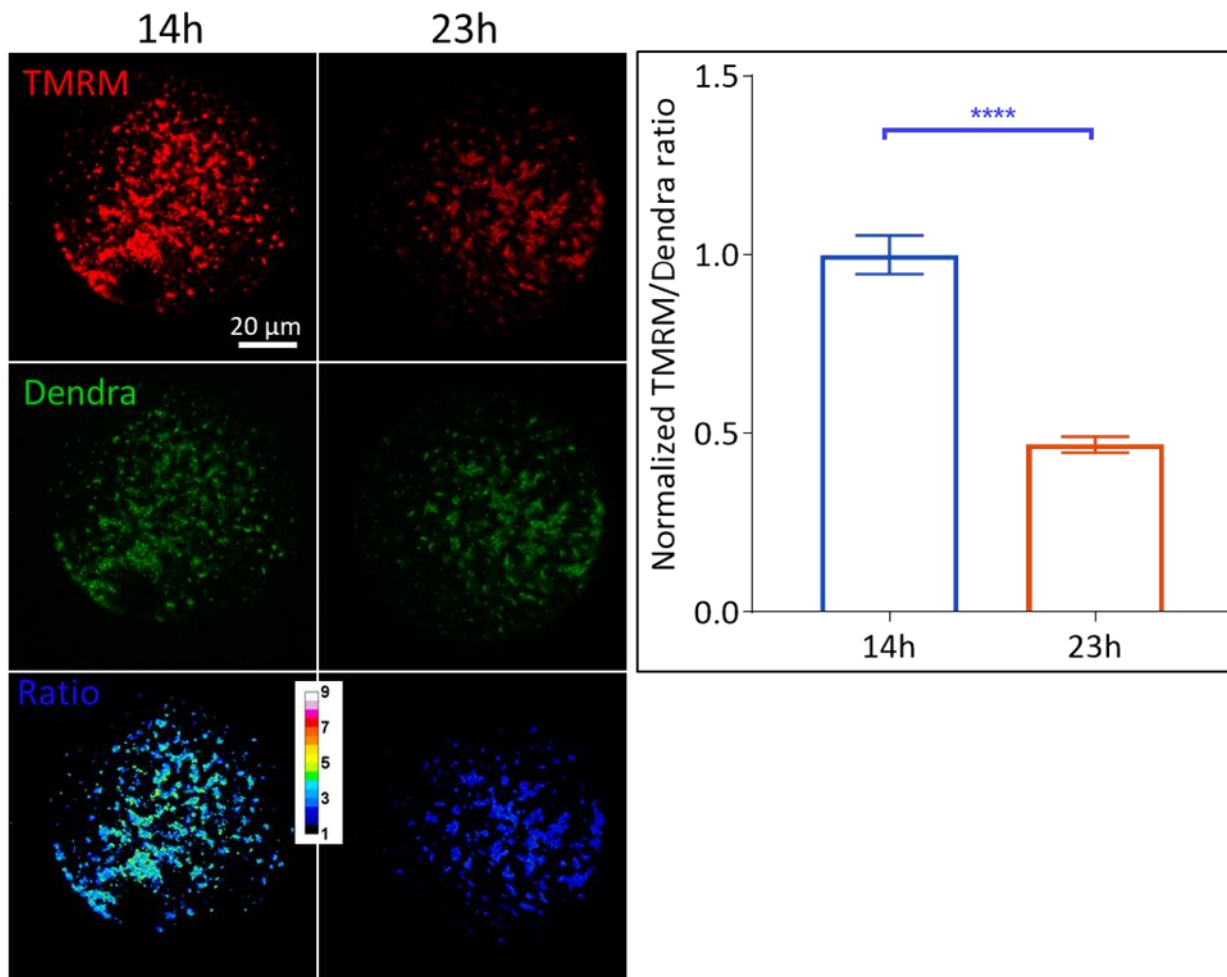 14h
23h
TMRM
20 µm
Dendra
Ratio
9
7
5
3
1
Normalized TMRM/Dendra ratio
1.5
1.0
0.5
0.0
****
14h
23h